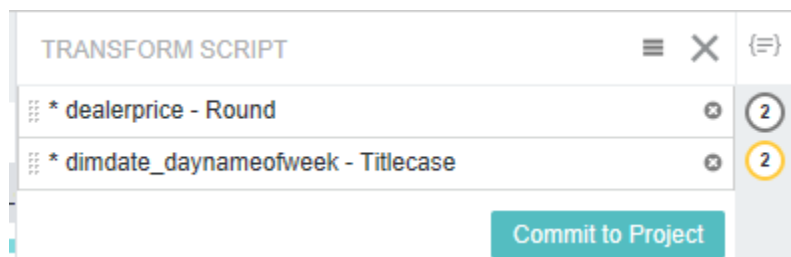 TRANSFORM SCRIPT
* dealerprice - Round
2
* dimdate_daynameofweek - Titlecase
2
Commit to Project